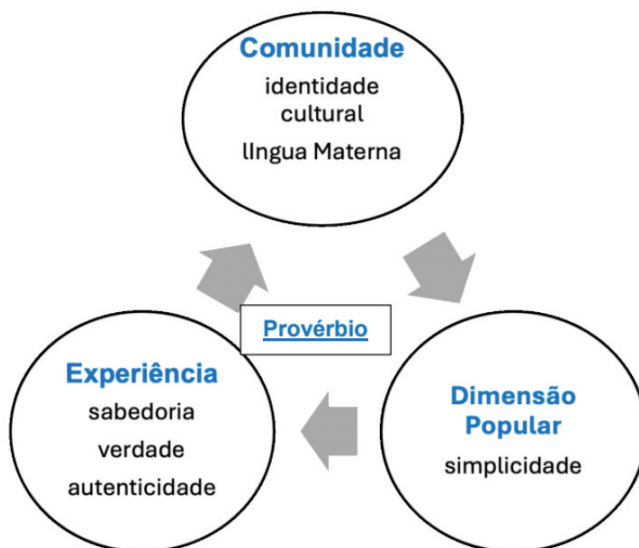 Comunidade
identidade
cultural
lIngua Materna
Provérbio
Experiência
sabedoria
verdade
autenticidade
Dimensão
Popular
simplicidade